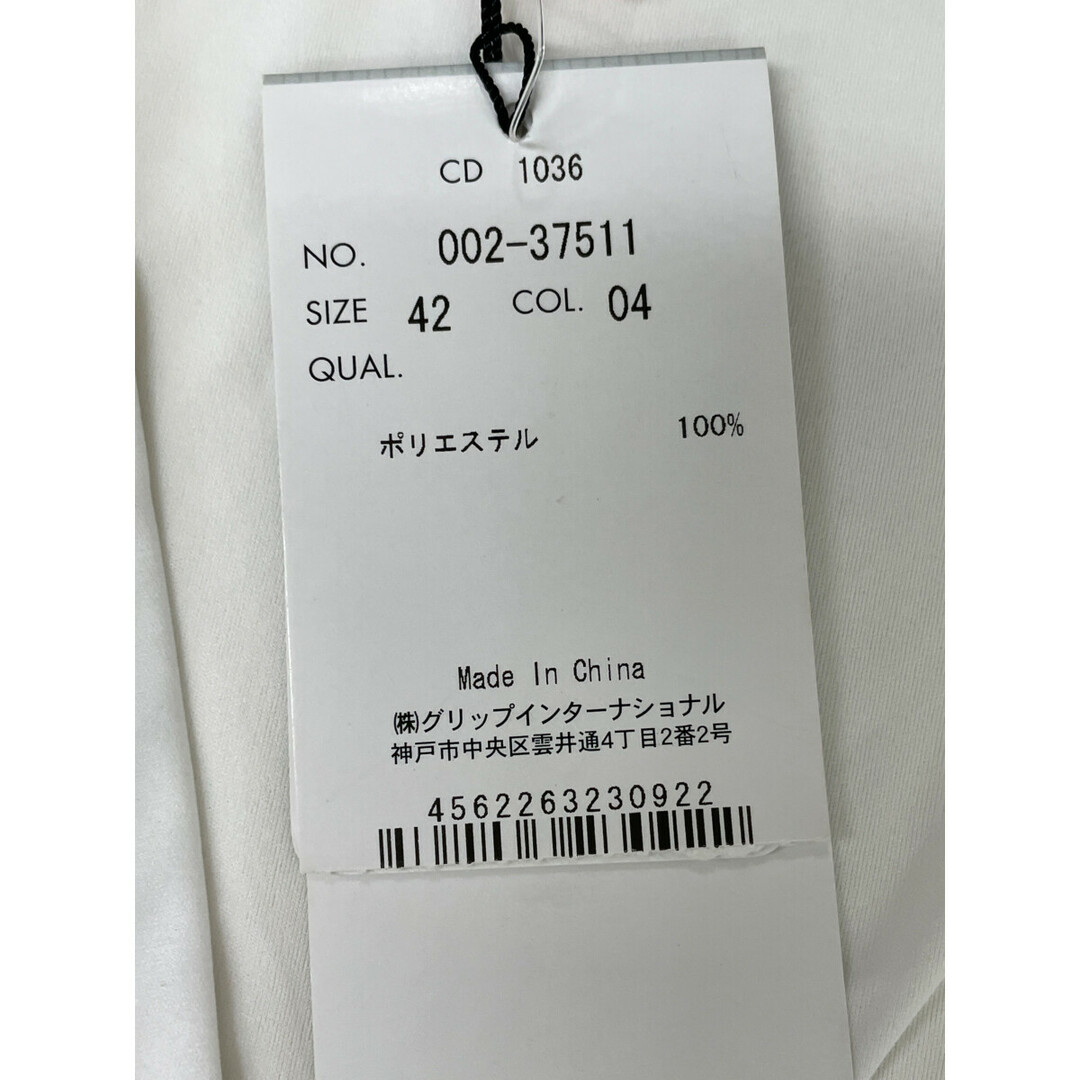 CD 1036
NO. 002-37511
SIZE 42 COL. 04
QUAL.
ポリエステル 100%
Made In China
㈱グリップインターナショナル
神戸市中央区雲井通4丁目2番2号
4562263230922